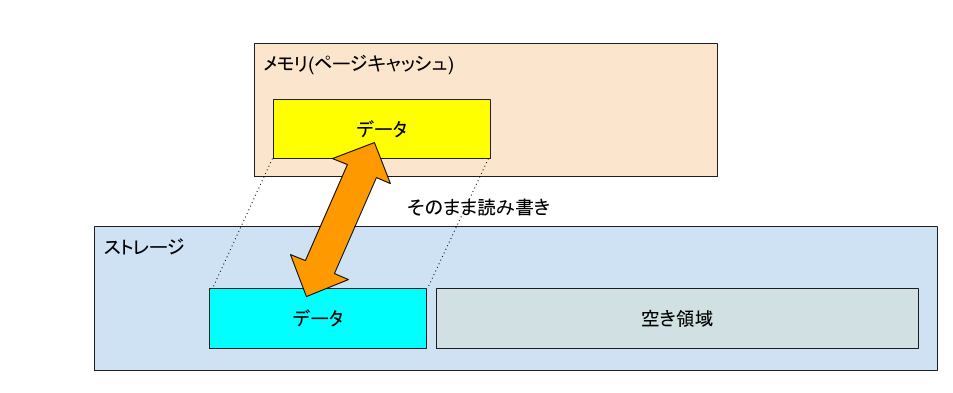 メモリ(ページキャッシュ)
データ
そのまま読み書き
ストレージ
データ
空き領域